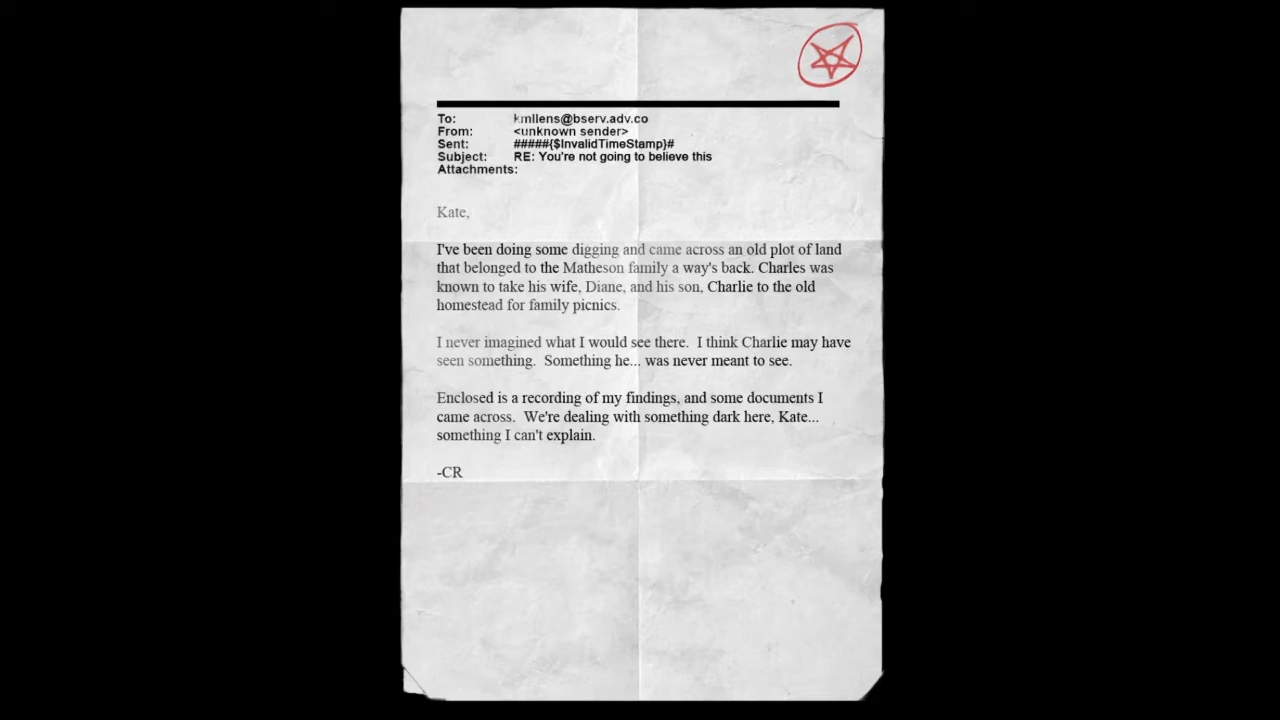 To: kmllens@bserv.adv.co
From: <unknown sender>
Sent: #####{$InvalidTimeStamp}#
Subject: RE: You're not going to believe this
Attachments:
Kate,
I've been doing some digging and came across an old plot of land
that belonged to the Matheson family a way's back. Charles was
known to take his wife, Diane, and his son, Charlie to the old
homestead for family picnics.
I never imagined what I would see there. I think Charlie may have
seen something. Something he... was never meant to see.
Enclosed is a recording of my findings, and some documents I
came across. We're dealing with something dark here, Kate...
something I can't explain.
-CR